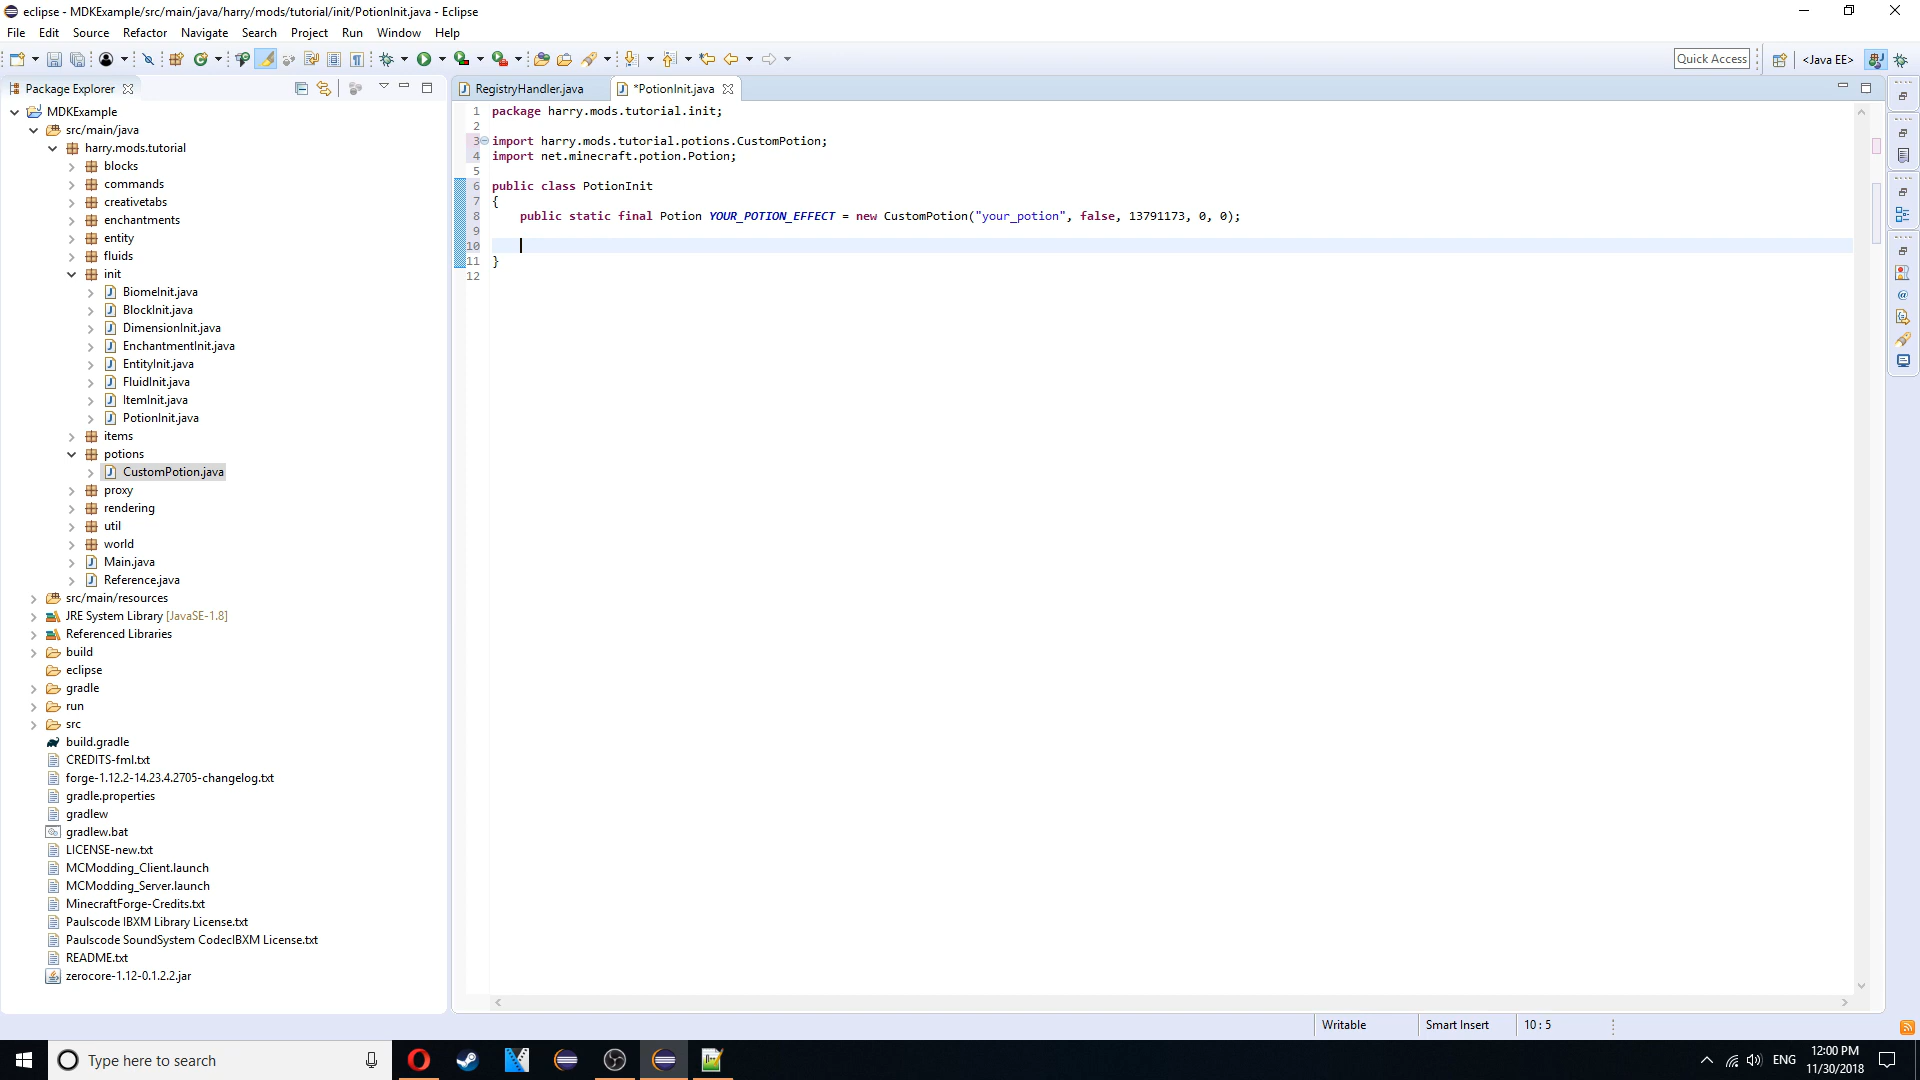 eclipse - MDKExample/src/main/java/harry/mods/tutorial/init/PotionInit.java - Eclipse
File Edit Source Refactor Navigate Search Project Run Window Help
Quick Access
<Java EE>
Package Explorer
RegistryHandler.java
*PotionInit.java
MDKExample
src/main/java
harry.mods.tutorial
blocks
commands
creativetabs
enchantments
entity
fluids
init
BiomeInit.java
BlockInit.java
DimensionInit.java
EnchantmentInit.java
EntityInit.java
FluidInit.java
ItemInit.java
PotionInit.java
items
potions
CustomPotion.java
proxy
rendering
util
world
Main.java
Reference.java
src/main/resources
JRE System Library [JavaSE-1.8]
Referenced Libraries
build
eclipse
gradle
run
src
build.gradle
CREDITS-fml.txt
forge-1.12.2-14.23.4.2705-changelog.txt
gradle.properties
gradlew
gradlew.bat
LICENSE-new.txt
MCModding_Client.launch
MCModding_Server.launch
MinecraftForge-Credits.txt
Paulscode IBXM Library License.txt
Paulscode SoundSystem CodecIBXM License.txt
README.txt
zerocore-1.12-0.1.2.2.jar
1 package harry.mods.tutorial.init;
2
3 import harry.mods.tutorial.potions.CustomPotion;
4 import net.minecraft.potion.Potion;
5
6 public class PotionInit
7 {
8 public static final Potion YOUR_POTION_EFFECT = new CustomPotion("your_potion", false, 13791173, 0, 0);
9
10
11 }
12
Writable
Smart Insert
10 : 5
Type here to search
ENG
12:00 PM
11/30/2018